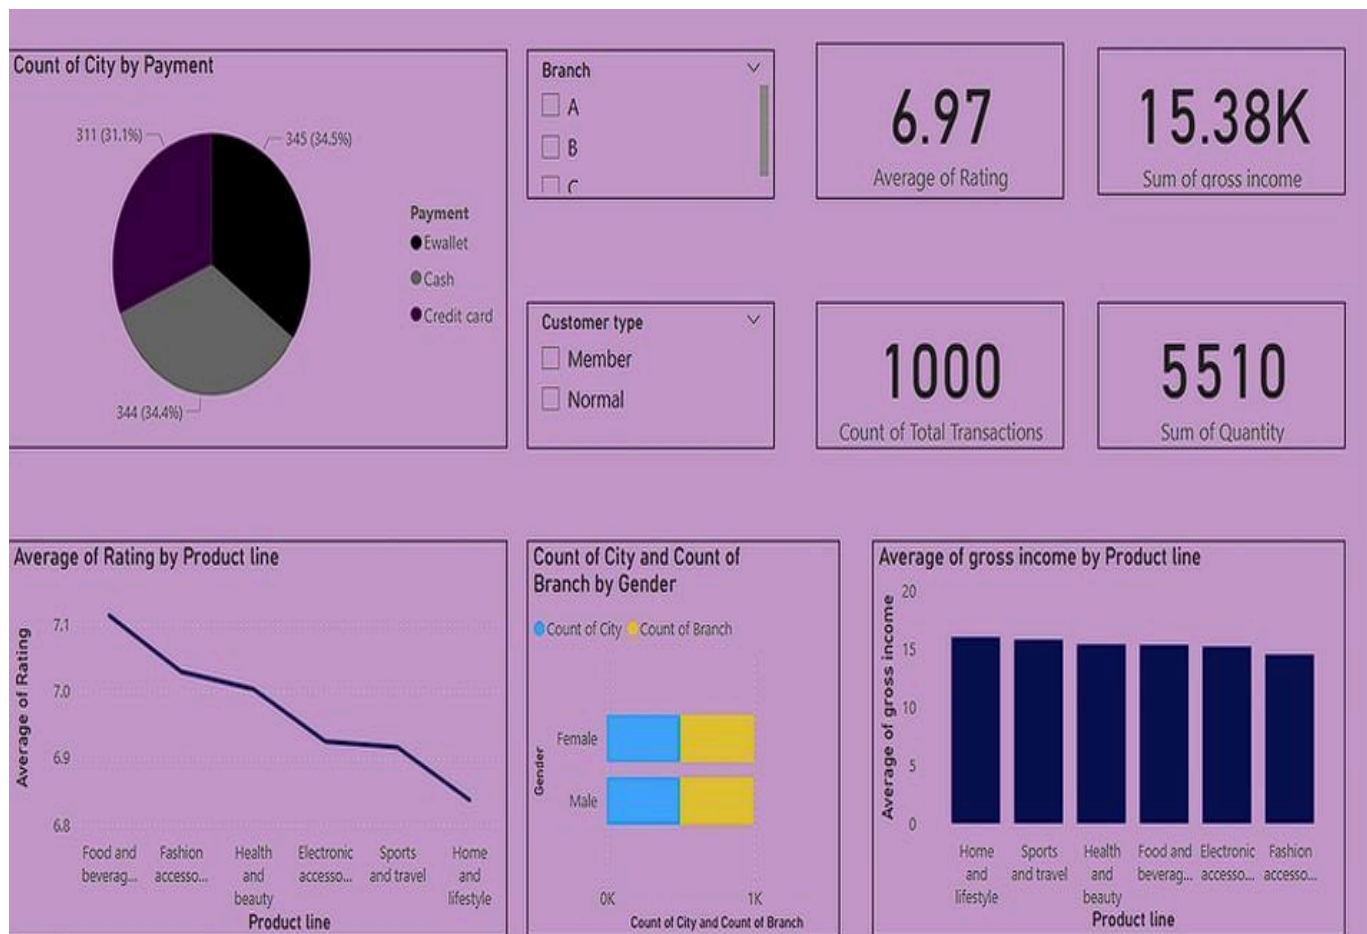 Count of City by Payment
311 (31.1%)
345 (34.5%)
344 (34.4%)
Payment
Ewallet
Cash
Credit card
Branch
A
B
C
6.97
Average of Rating
15.38K
Sum of gross income
Customer type
Member
Normal
1000
Count of Total Transactions
5510
Sum of Quantity
Average of Rating by Product line
Average of Rating
7.1
7.0
6.9
6.8
Food and
beverag...
Fashion
accesso...
Health
and
beauty
Electronic
accesso...
Sports
and travel
Home
and
lifestyle
Product line
Count of City and Count of
Branch by Gender
Count of City
Count of Branch
Gender
Female
Male
0K
1K
Count of City and Count of Branch
Average of gross income by Product line
Average of gross income
20
15
10
5
0
Home
and
lifestyle
Sports
and travel
Health
and
beauty
Food and
beverag...
Electronic
accesso...
Fashion
accesso...
Product line